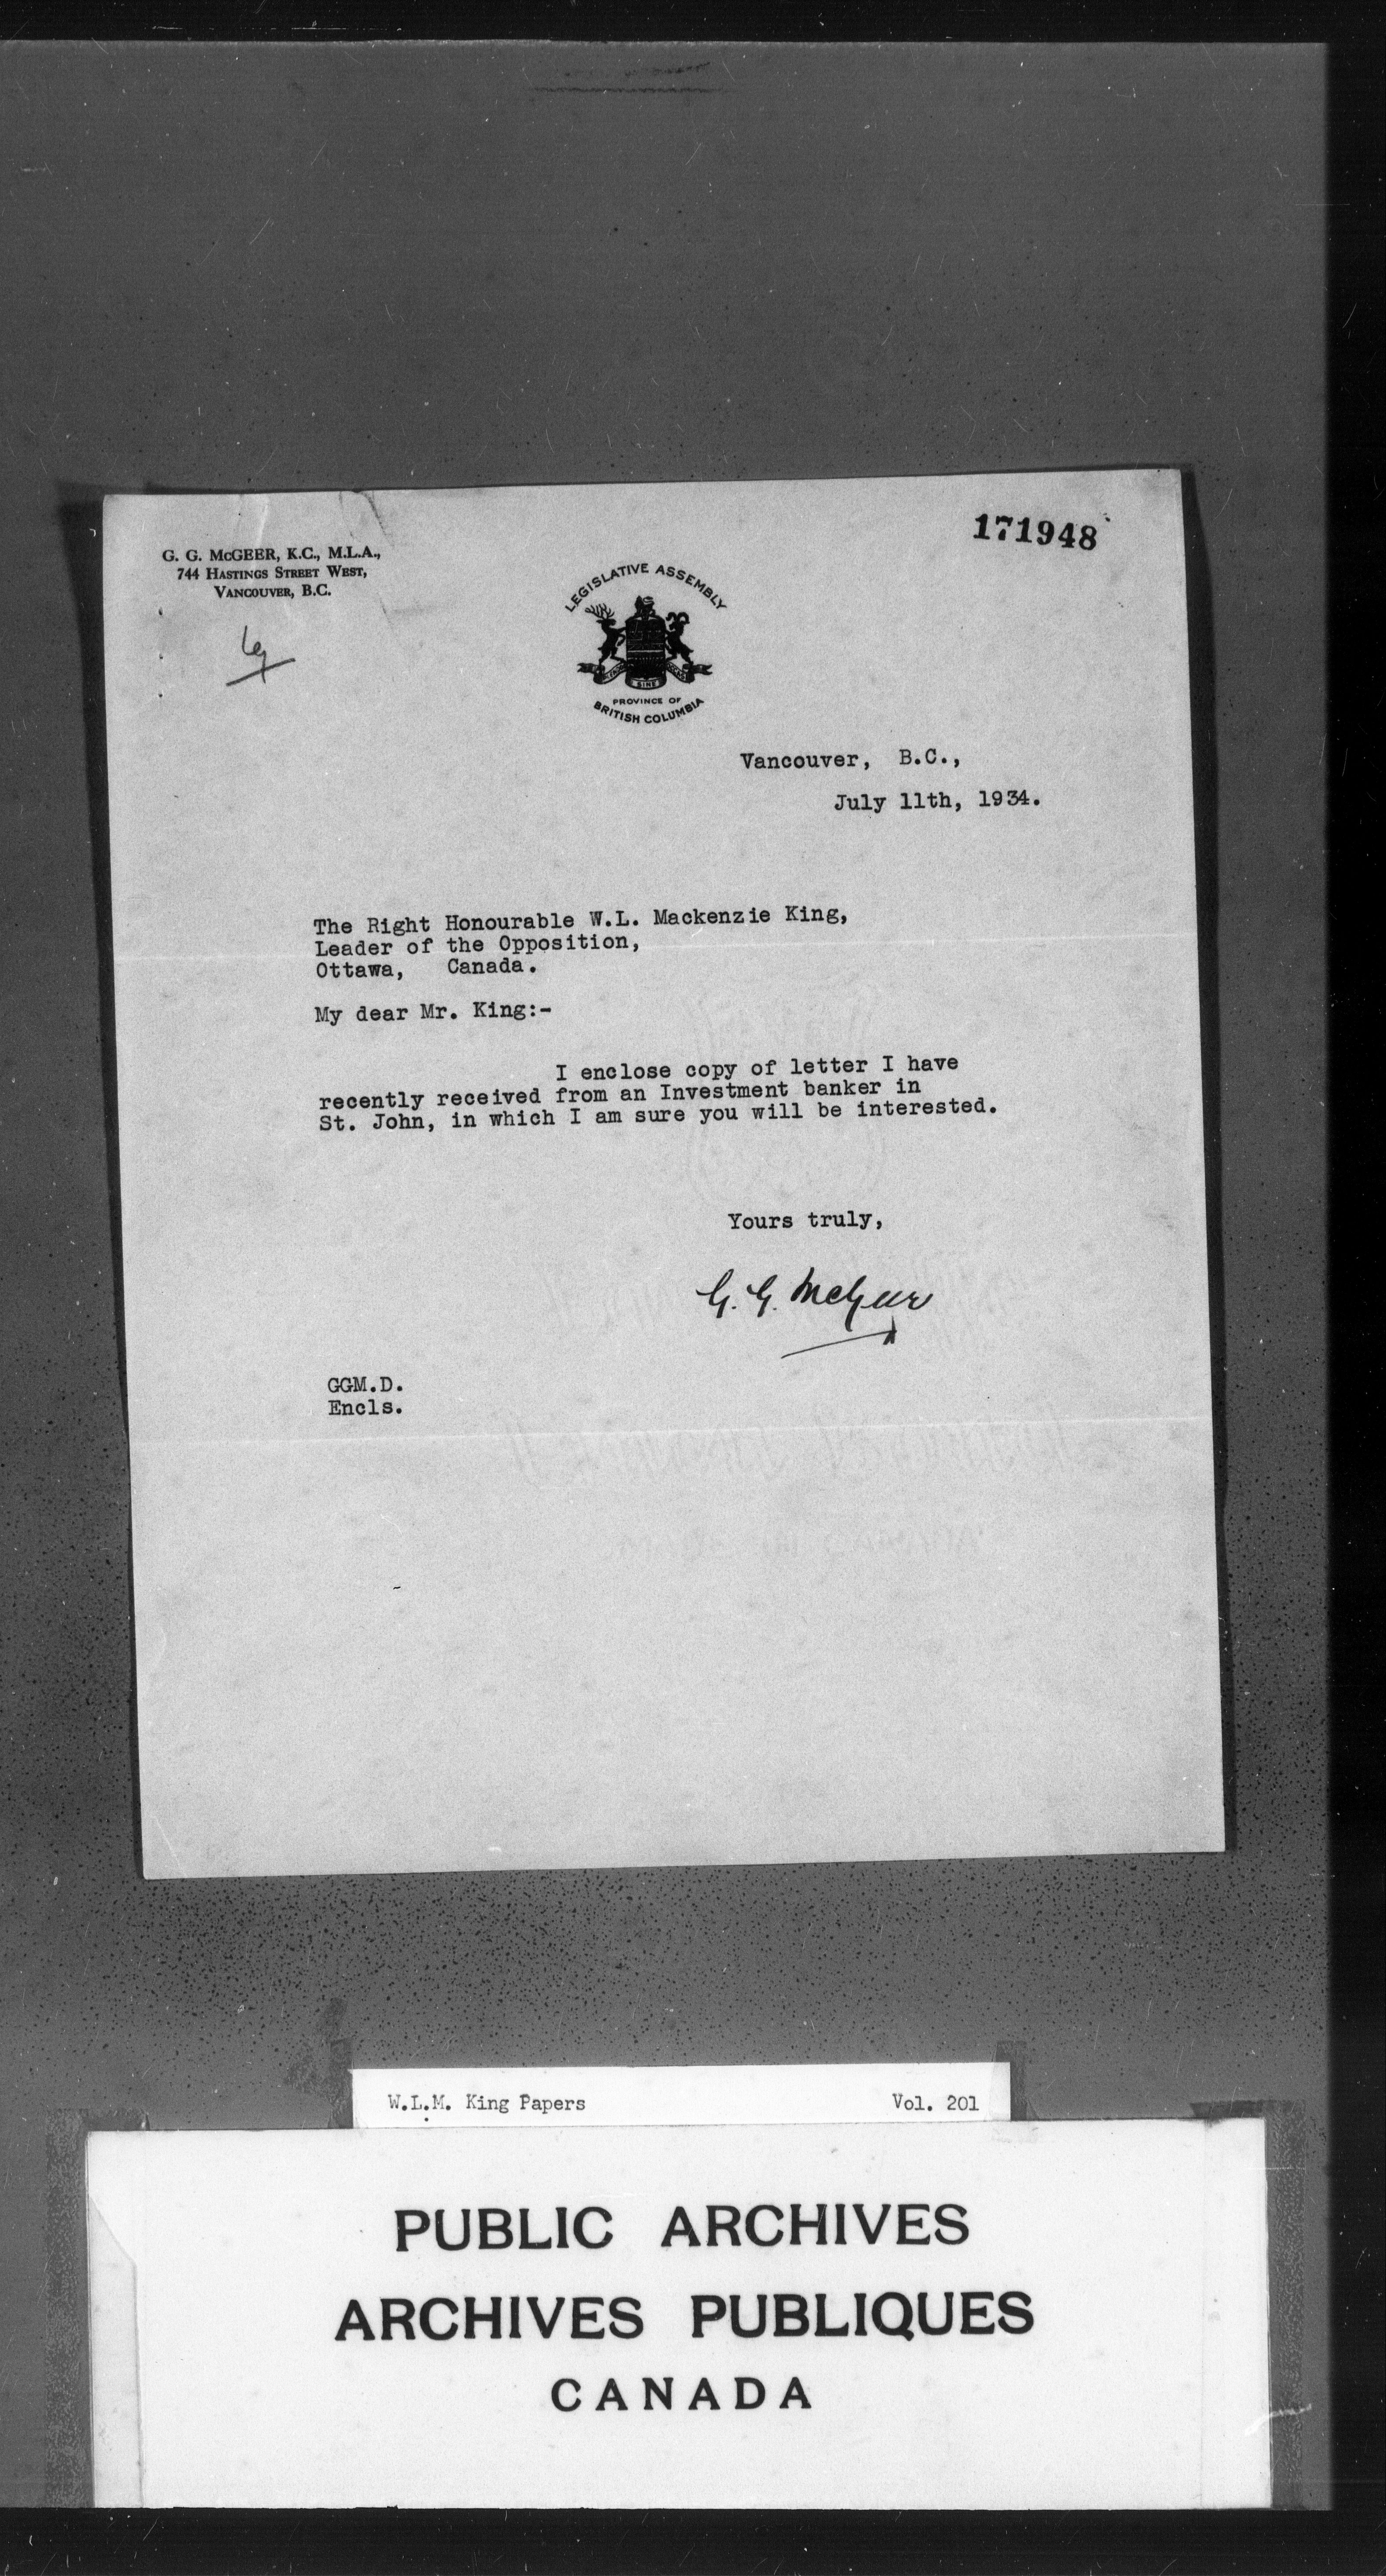 171948
G. G. McGEER, K.C., M.L.A.,
744 HASTINGS STREET WEST,
VANCOUVER, B.C.
LEGISLATIVE ASSEMBLY
SINE
PROVINCE OF
BRITISH COLUMBIA
Vancouver, B.C.,
July 11th, 1934.
The Right Honourable W.L. Mackenzie King,
Leader of the Opposition,
Ottawa, Canada.
My dear Mr. King:-
I enclose copy of letter I have
recently received from an Investment banker in
St. John, in which I am sure you will be interested.
Yours truly,
G. G. McGeer
GGM.D.
Encls.
W.L.M. King Papers Vol. 201
PUBLIC ARCHIVES
ARCHIVES PUBLIQUES
CANADA